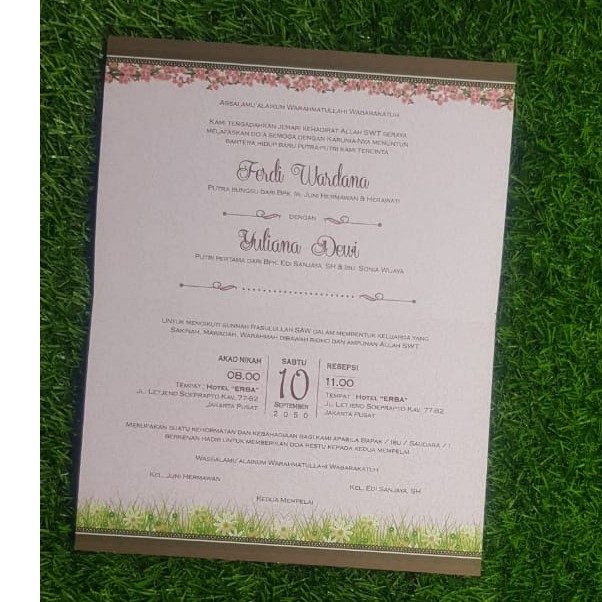 Assalamu'alaikum Warahmatullahi Wabarakatuh
Kami tengadahkan jemari kehadirat Allah SWT seraya
melafaskan do'a semoga dengan karunia-Nya menuntun
bahtera hidup baru putra-putri kami tercinta
Ferdi Wardana
Putra bungsu dari Bpk. Ir. Juni Hermawan & Herawati
DENGAN
Yuliana Dewi
Putri pertama dari Bpk. Edi Sanjaya, SH & Ibu. Sonia Wijaya
Untuk mengikuti sunnah Rasulullah SAW dalam membentuk keluarga yang
Sakinah, Mawadah, Warahmah dibawah ridho dan ampunan Allah SWT
AKAD NIKAH
08.00
Tempat : Hotel "ERBA"
Jl. Letjend Soeprapto Kav. 77-82
Jakarta Pusat
SABTU
10
SEPTEMBER
2 0 5 0
RESEPSI
11.00
Tempat : Hotel "ERBA"
Jl. Letjend Soeprapto Kav. 77-82
Jakarta Pusat
Merupakan suatu kehormatan dan kebahagiaan bagi kami apabila Bapak / Ibu / Saudara / i
berkenan hadir untuk memberikan doa restu kepada kedua mempelai
Wassalamu'alaikum Warahmatullahi Wabarakatuh
Kel. Juni Hermawan
Kel. Edi Sanjaya, SH
Kedua Mempelai